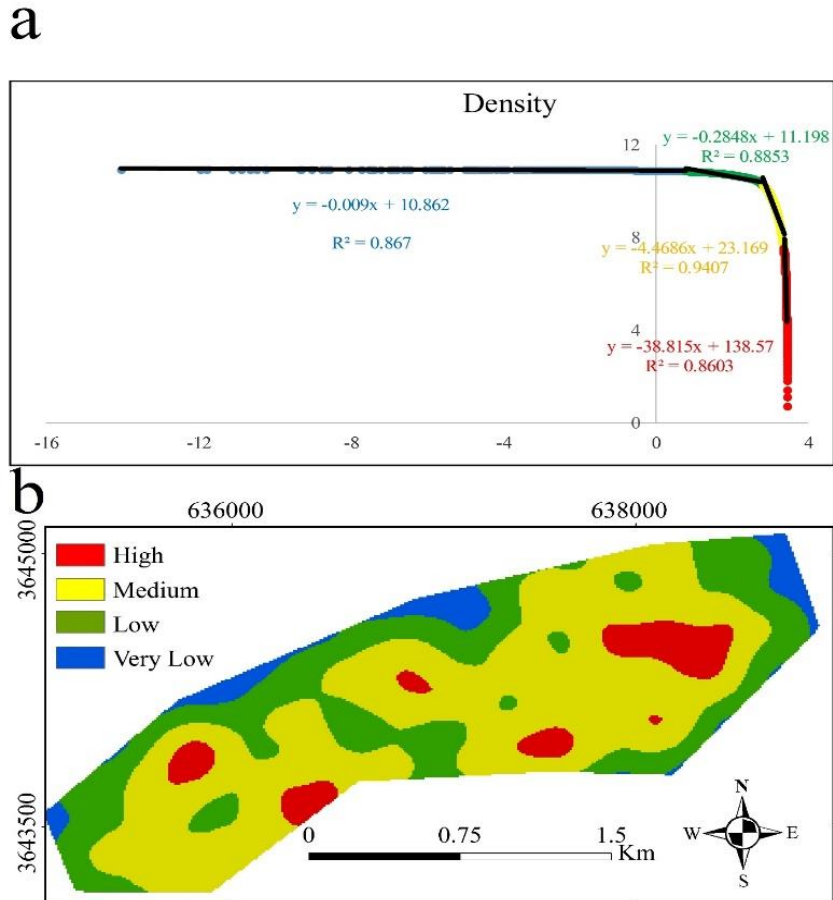 a
Density
12
y = -0.2848x + 11.198
R² = 0.8853
y = -0.009x + 10.862
R² = 0.867
8
y = -4.4686x + 23.169
R² = 0.9407
4
y = -38.815x + 138.57
R² = 0.8603
0
-16 -12 -8 -4 0 4
b
636000 638000
3645000
High
Medium
Low
Very Low
3643500
0 0.75 1.5
Km
N
W E
S